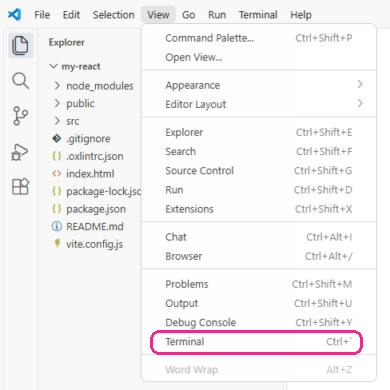 File Edit Selection View Go Run Terminal Help
Explorer
my-react
node_modules
public
src
.gitignore
.oxlintrc.json
index.html
package-lock.jsc
package.json
README.md
vite.config.js
Command Palette... Ctrl+Shift+P
Open View...
Appearance
Editor Layout
Explorer Ctrl+Shift+E
Search Ctrl+Shift+F
Source Control Ctrl+Shift+G
Run Ctrl+Shift+D
Extensions Ctrl+Shift+X
Chat Ctrl+Alt+I
Browser Ctrl+Alt+/
Problems Ctrl+Shift+M
Output Ctrl+Shift+U
Debug Console Ctrl+Shift+Y
Terminal Ctrl+`
Word Wrap Alt+Z